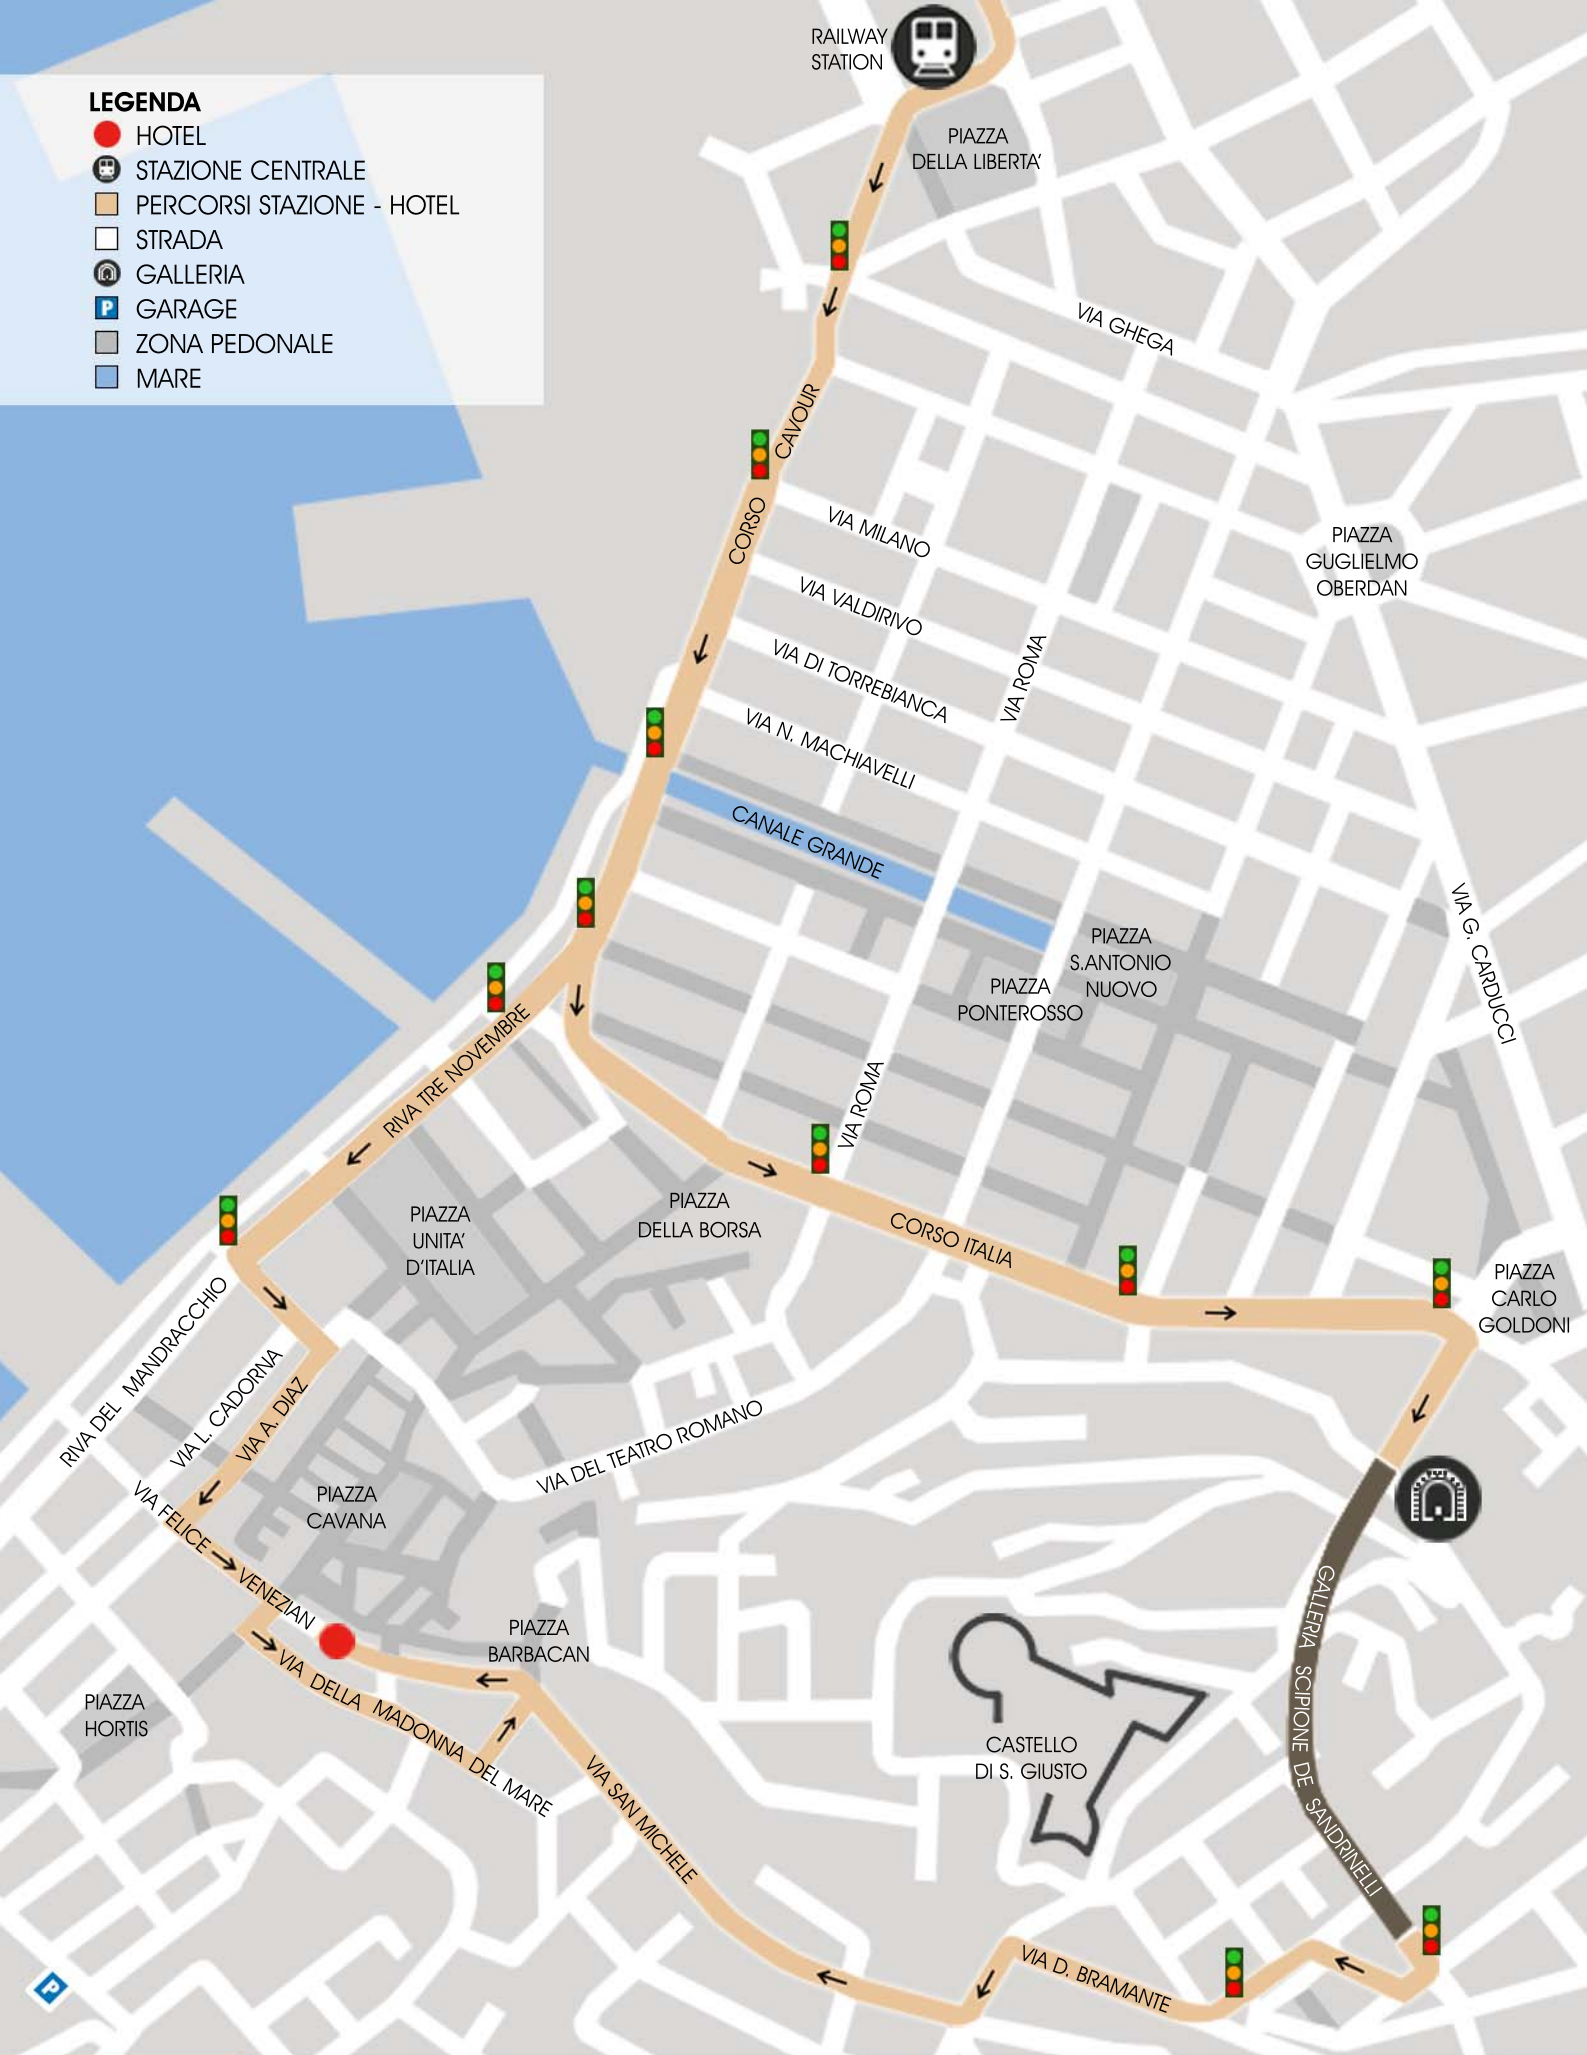 RAILWAY
STATION
LEGENDA
HOTEL
STAZIONE CENTRALE
PERCORSI STAZIONE - HOTEL
STRADA
GALLERIA
P GARAGE
ZONA PEDONALE
MARE
PIAZZA
DELLA LIBERTA'
VIA GHEGA
CORSO CAVOUR
VIA MILANO
PIAZZA
GUGLIELMO
OBERDAN
VIA VALDIRIVO
VIA DI TORREBIANCA
VIA ROMA
VIA N. MACHIAVELLI
CANALE GRANDE
VIA G. CARDUCCI
PIAZZA
S.ANTONIO
NUOVO
PIAZZA
PONTEROSSO
RIVA TRE NOVEMBRE
VIA ROMA
PIAZZA
UNITA'
D'ITALIA
PIAZZA
DELLA BORSA
CORSO ITALIA
PIAZZA
CARLO
GOLDONI
RIVA DEL MANDRACCHIO
VIA L. CADORNA
VIA A. DIAZ
VIA DEL TEATRO ROMANO
PIAZZA
CAVANA
VIA FELICE VENEZIAN
PIAZZA
BARBACAN
GALLERIA SCIPIONE DE SANDRINELLI
PIAZZA
HORTIS
VIA DELLA MADONNA DEL MARE
CASTELLO
DI S. GIUSTO
VIA SAN MICHELE
VIA D. BRAMANTE
P